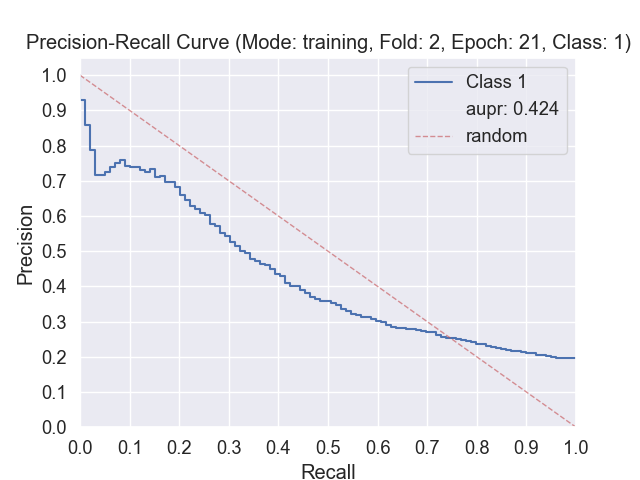 Precision-Recall Curve (Mode: training, Fold: 2, Epoch: 21, Class: 1)
Class 1
aupr: 0.424
random
Precision
1.0
0.9
0.8
0.7
0.6
0.5
0.4
0.3
0.2
0.1
0.0
0.0 0.1 0.2 0.3 0.4 0.5 0.6 0.7 0.8 0.9 1.0
Recall